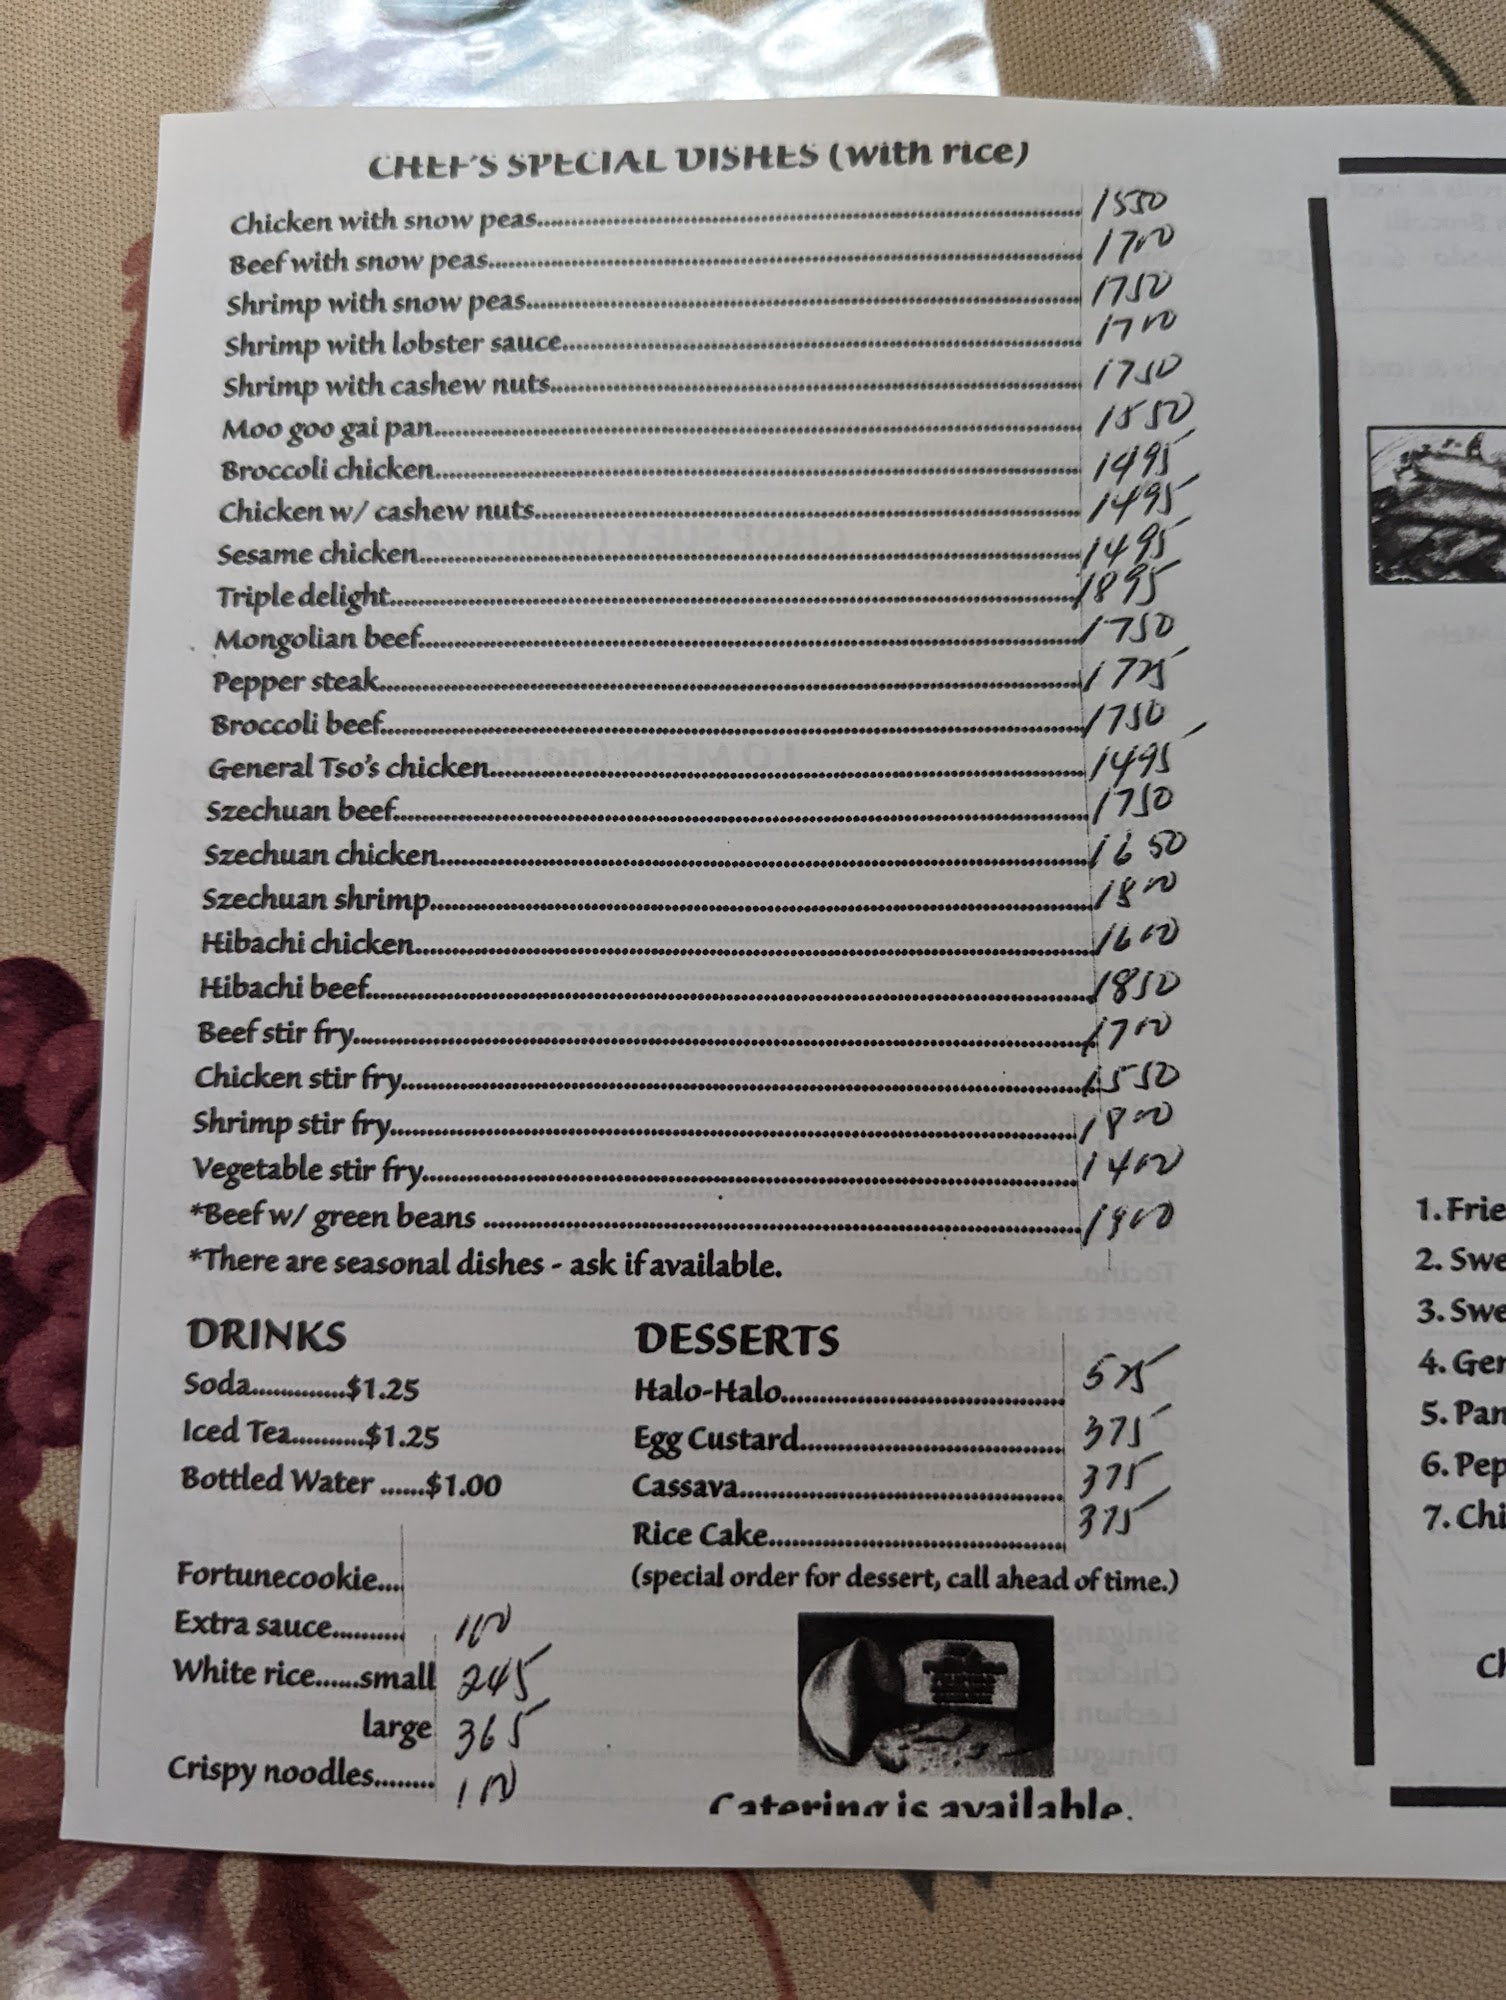 CHEF'S SPECIAL DISHES (with rice)
Chicken with snow peas 1550
Beef with snow peas 1700
Shrimp with snow peas 1750
Shrimp with lobster sauce 1700
Shrimp with cashew nuts 1750
Moo goo gai pan 1550
Broccoli chicken 1495
Chicken w/ cashew nuts 1495
Sesame chicken 1495
Triple delight 1895
Mongolian beef 1750
Pepper steak 1775
Broccoli beef 1750
General Tso's chicken 1495
Szechuan beef 1750
Szechuan chicken 1650
Szechuan shrimp 1800
Hibachi chicken 1600
Hibachi beef 1850
Beef stir fry 1700
Chicken stir fry 1550
Shrimp stir fry 1800
Vegetable stir fry 1400
*Beef w/ green beans 1900
*There are seasonal dishes - ask if available.
DRINKS
Soda $1.25
Iced Tea $1.25
Bottled Water $1.00
Fortunecookie
Extra sauce 100
White rice small 245
large 365
Crispy noodles 100
DESSERTS
Halo-Halo 575
Egg Custard 375
Cassava 375
Rice Cake 375
(special order for dessert, call ahead of time.)
Catering is available.
1. Frie
2. Swe
3. Swe
4. Gen
5. Pan
6. Pep
7. Chi
Ch